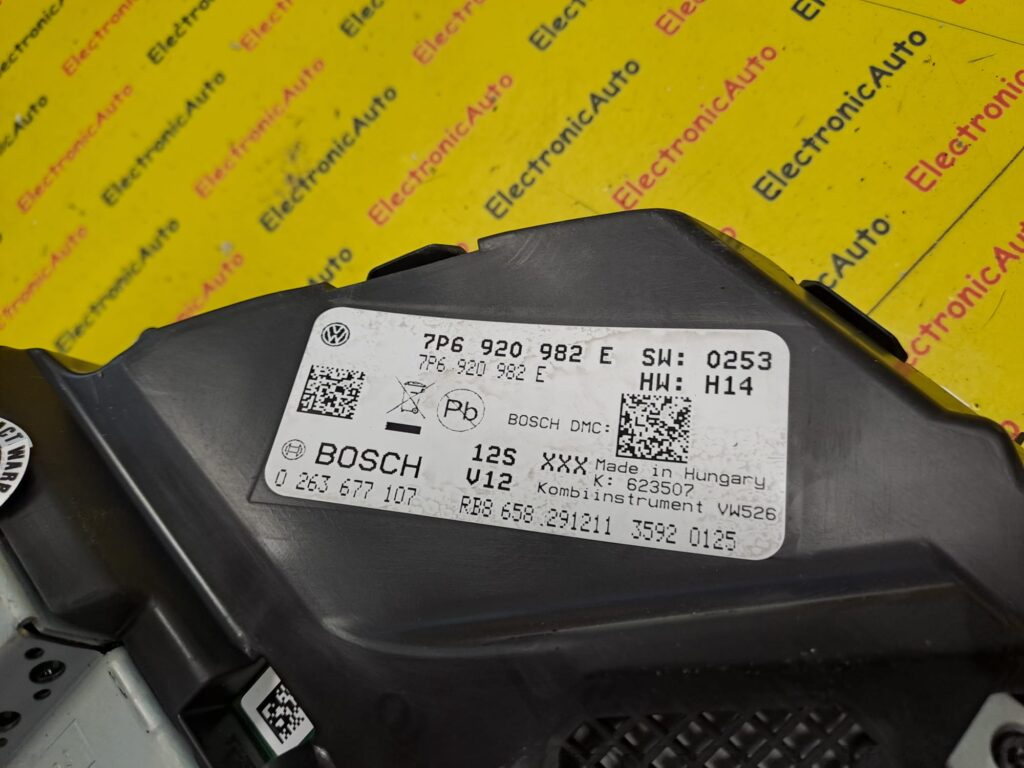 ElectronicAuto
7P6 920 982 E SW: 0253
7P6 920 982 E HW: H14
Pb
BOSCH DMC:
BOSCH 12S XXX Made in Hungary
V12 K: 623507
0 263 677 107 Kombiinstrument VW526
RB8 658 291211 3592 0125